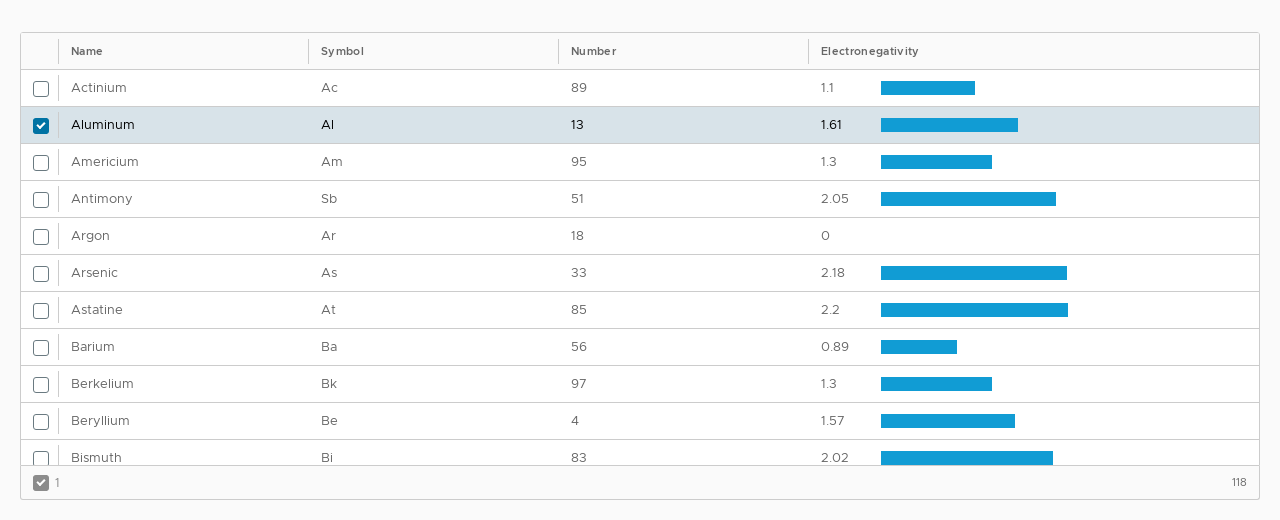 Name Symbol Number Electronegativity
Actinium Ac 89 1.1
Aluminum Al 13 1.61
Americium Am 95 1.3
Antimony Sb 51 2.05
Argon Ar 18 0
Arsenic As 33 2.18
Astatine At 85 2.2
Barium Ba 56 0.89
Berkelium Bk 97 1.3
Beryllium Be 4 1.57
Bismuth Bi 83 2.02
1 118